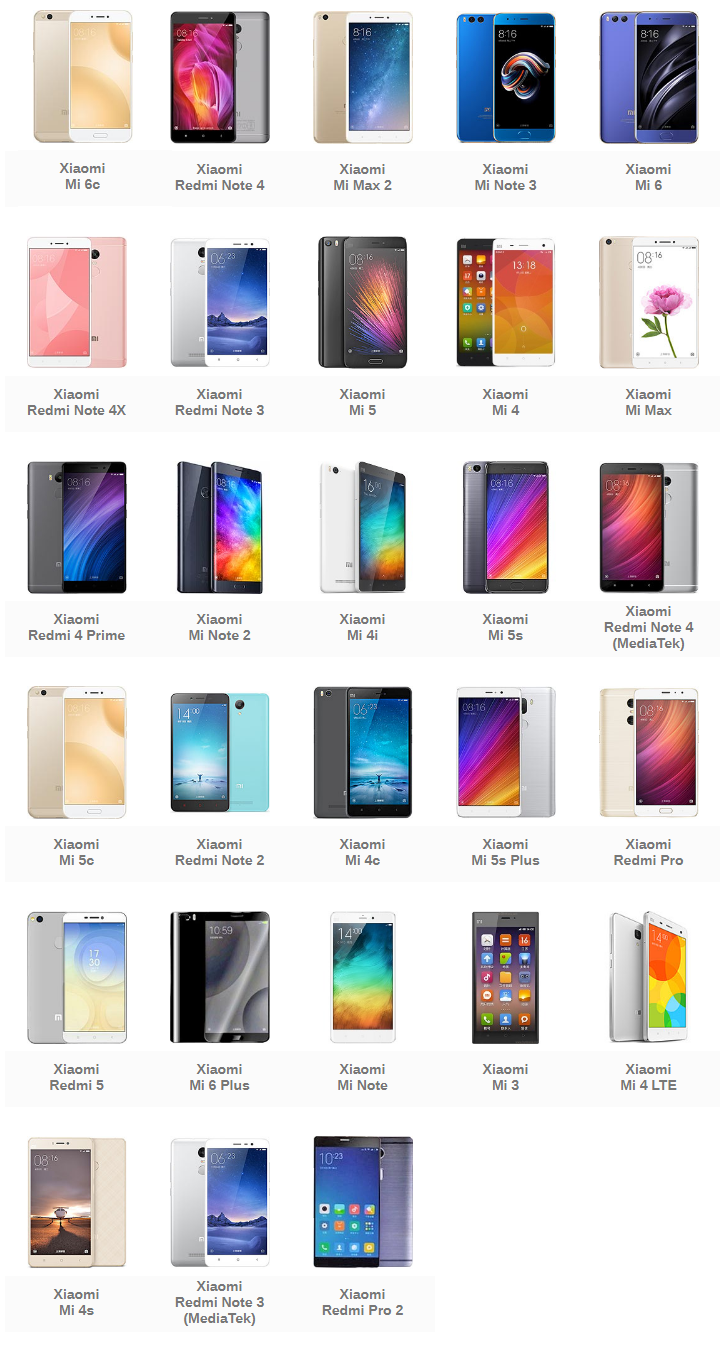 Xiaomi
Mi 6c
Xiaomi
Redmi Note 4
Xiaomi
Mi Max 2
Xiaomi
Mi Note 3
Xiaomi
Mi 6
Xiaomi
Redmi Note 4X
Xiaomi
Redmi Note 3
Xiaomi
Mi 5
Xiaomi
Mi 4
Xiaomi
Mi Max
Xiaomi
Redmi 4 Prime
Xiaomi
Mi Note 2
Xiaomi
Mi 4i
Xiaomi
Mi 5s
Xiaomi
Redmi Note 4
(MediaTek)
Xiaomi
Mi 5c
Xiaomi
Redmi Note 2
Xiaomi
Mi 4c
Xiaomi
Mi 5s Plus
Xiaomi
Redmi Pro
Xiaomi
Redmi 5
Xiaomi
Mi 6 Plus
Xiaomi
Mi Note
Xiaomi
Mi 3
Xiaomi
Mi 4 LTE
Xiaomi
Mi 4s
Xiaomi
Redmi Note 3
(MediaTek)
Xiaomi
Redmi Pro 2